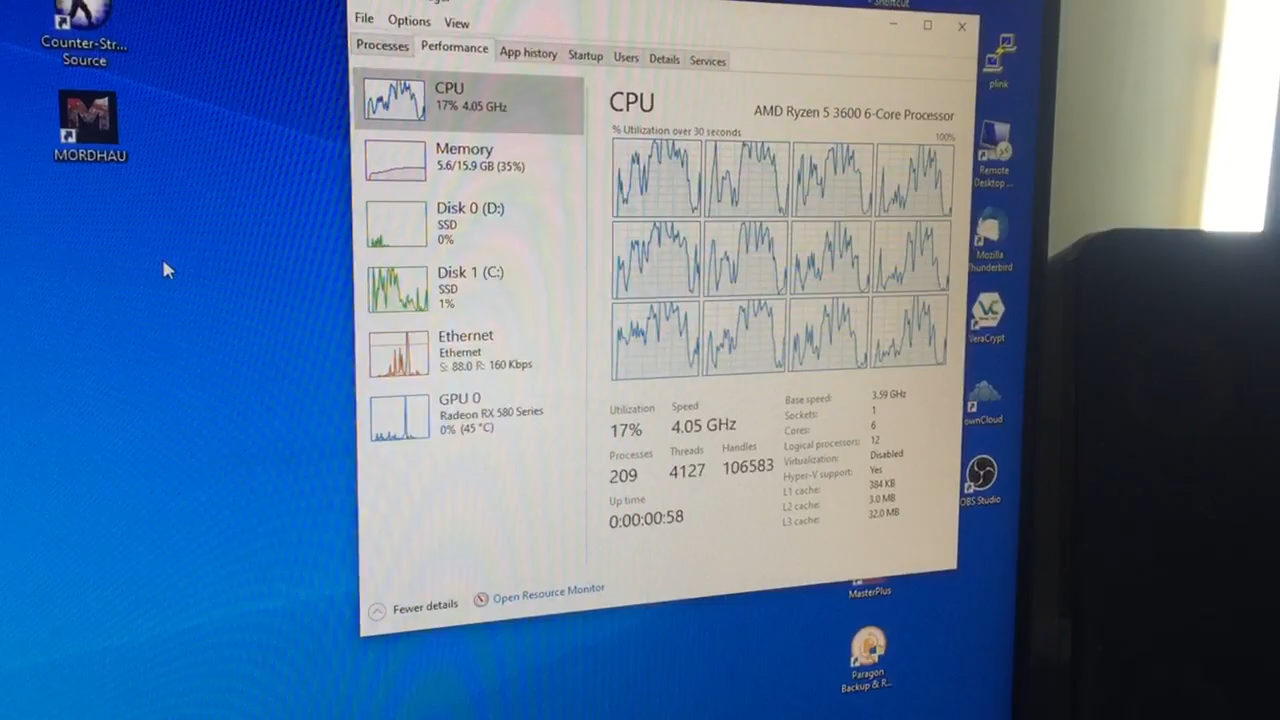 Counter-Str...
Source
MORDHAU
File Options View
Processes Performance App history Startup Users Details Services
CPU
17% 4.05 GHz
Memory
5.6/15.9 GB (35%)
Disk 0 (D:)
SSD
0%
Disk 1 (C:)
SSD
1%
Ethernet
Ethernet
S: 88.0 R: 160 Kbps
GPU 0
Radeon RX 580 Series
0% (45 °C)
CPU
AMD Ryzen 5 3600 6-Core Processor
% Utilization over 30 seconds
100%
Utilization Speed
17% 4.05 GHz
Processes Threads Handles
209 4127 106583
Up time
0:00:00:58
Base speed: 3.59 GHz
Sockets: 1
Cores: 6
Logical processors: 12
Virtualization: Disabled
Hyper-V support: Yes
L1 cache: 384 KB
L2 cache: 3.0 MB
L3 cache: 32.0 MB
Fewer details
Open Resource Monitor
plink
Remote
Desktop ...
Mozilla
Thunderbird
VeraCrypt
ownCloud
OBS Studio
MasterPlus
Paragon
Backup & R...